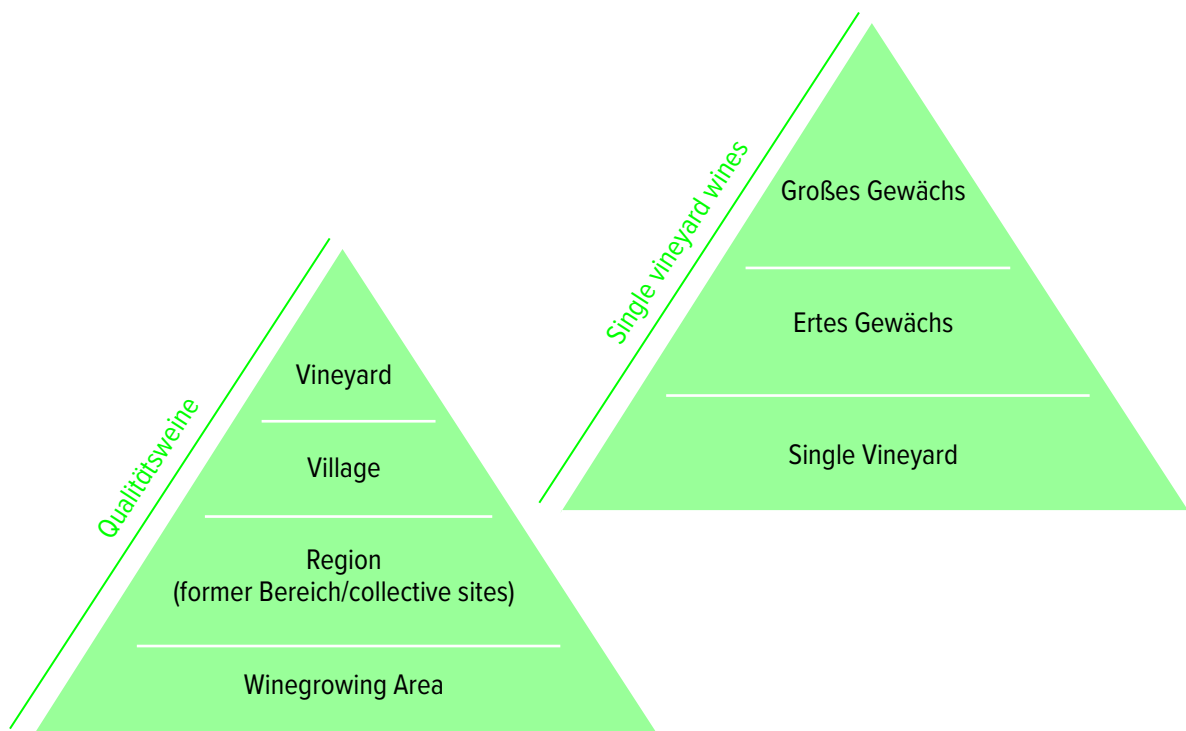 Qualitätsweine
Vineyard
Village
Region
(former Bereich/collective sites)
Winegrowing Area
Single vineyard wines
Großes Gewächs
Ertes Gewächs
Single Vineyard